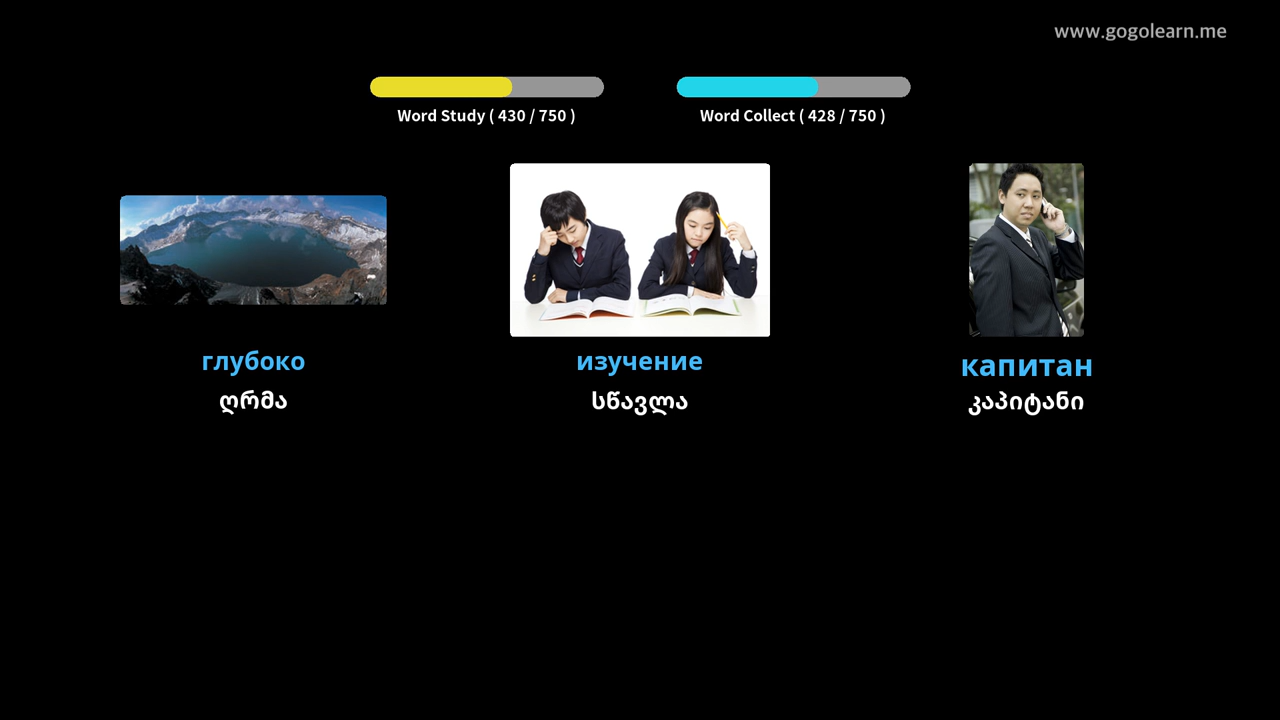 www.gogolearn.me
Word Study ( 430 / 750 )
Word Collect ( 428 / 750 )
глубоко
изучение
капитан
ღრმა
სწავლა
კაპიტანი